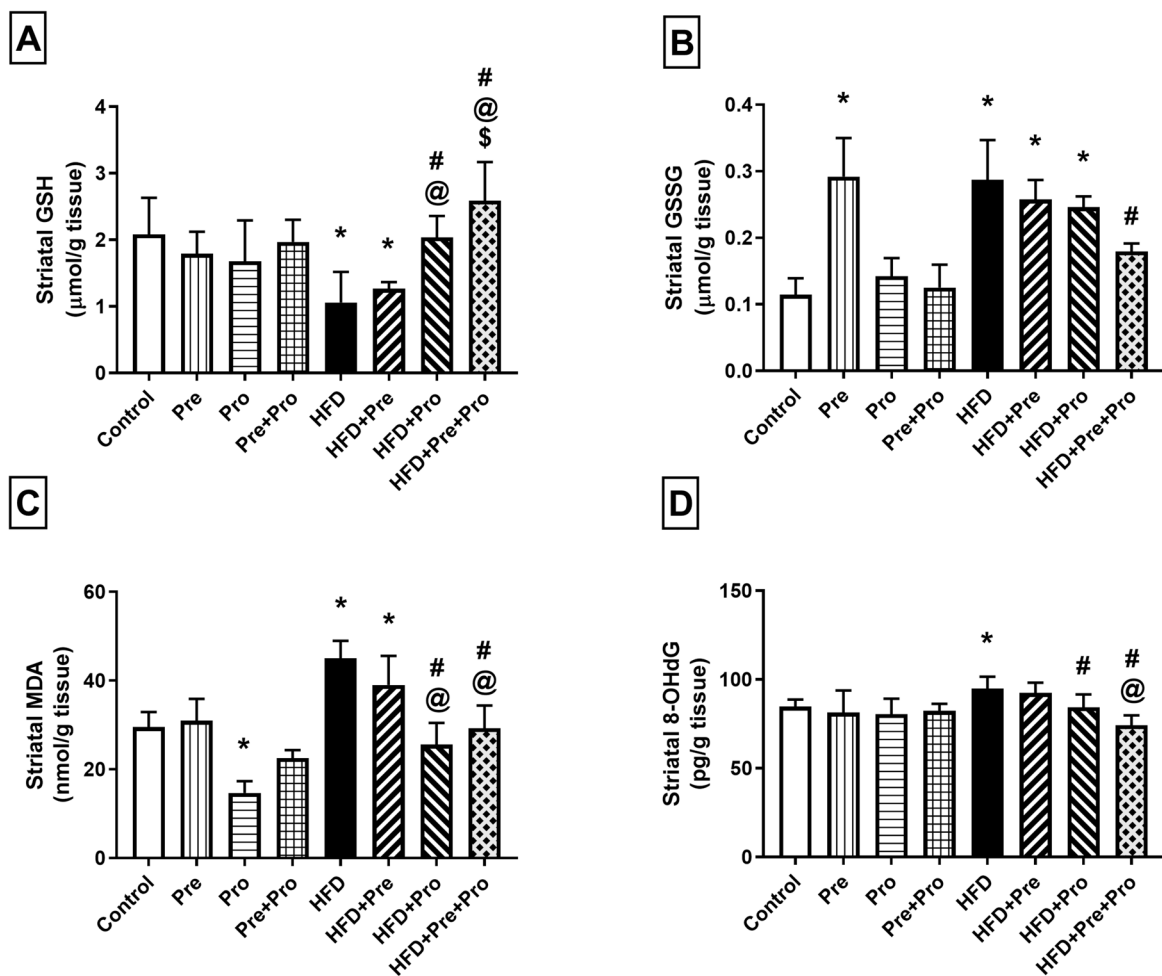 A
Striatal GSH
(μmol/g tissue)
4
3
2
1
0
*
*
#
@
#
@
$
Control
Pre
Pro
Pre+Pro
HFD
HFD+Pre
HFD+Pro
HFD+Pre+Pro
B
Striatal GSSG
(μmol/g tissue)
0.4
0.3
0.2
0.1
0.0
*
*
*
*
#
Control
Pre
Pro
Pre+Pro
HFD
HFD+Pre
HFD+Pro
HFD+Pre+Pro
C
Striatal MDA
(nmol/g tissue)
60
40
20
0
*
*
*
#
@
#
@
Control
Pre
Pro
Pre+Pro
HFD
HFD+Pre
HFD+Pro
HFD+Pre+Pro
D
Striatal 8-OHdG
(pg/g tissue)
150
100
50
0
*
#
#
@
Control
Pre
Pro
Pre+Pro
HFD
HFD+Pre
HFD+Pro
HFD+Pre+Pro